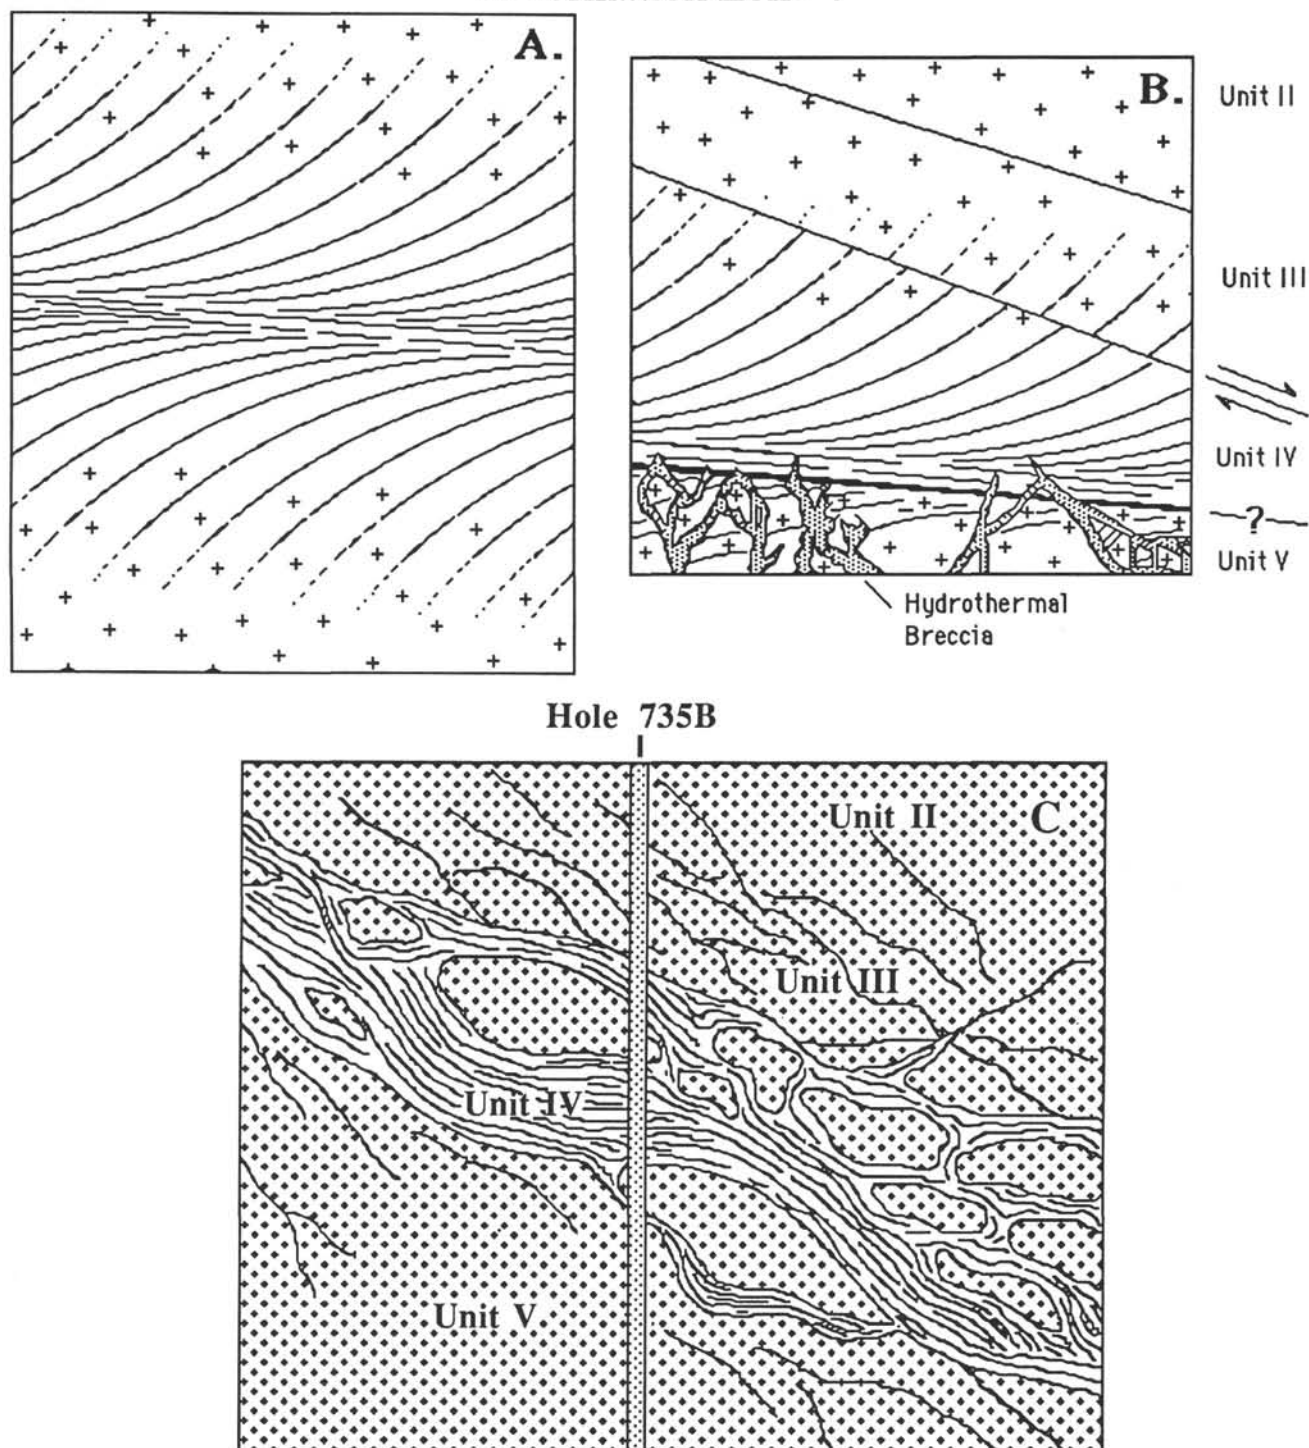 A.
B.
Unit II
Unit III
Unit IV
?
Unit V
Hydrothermal
Breccia
Hole 735B
Unit II
C
Unit III
Unit IV
Unit V